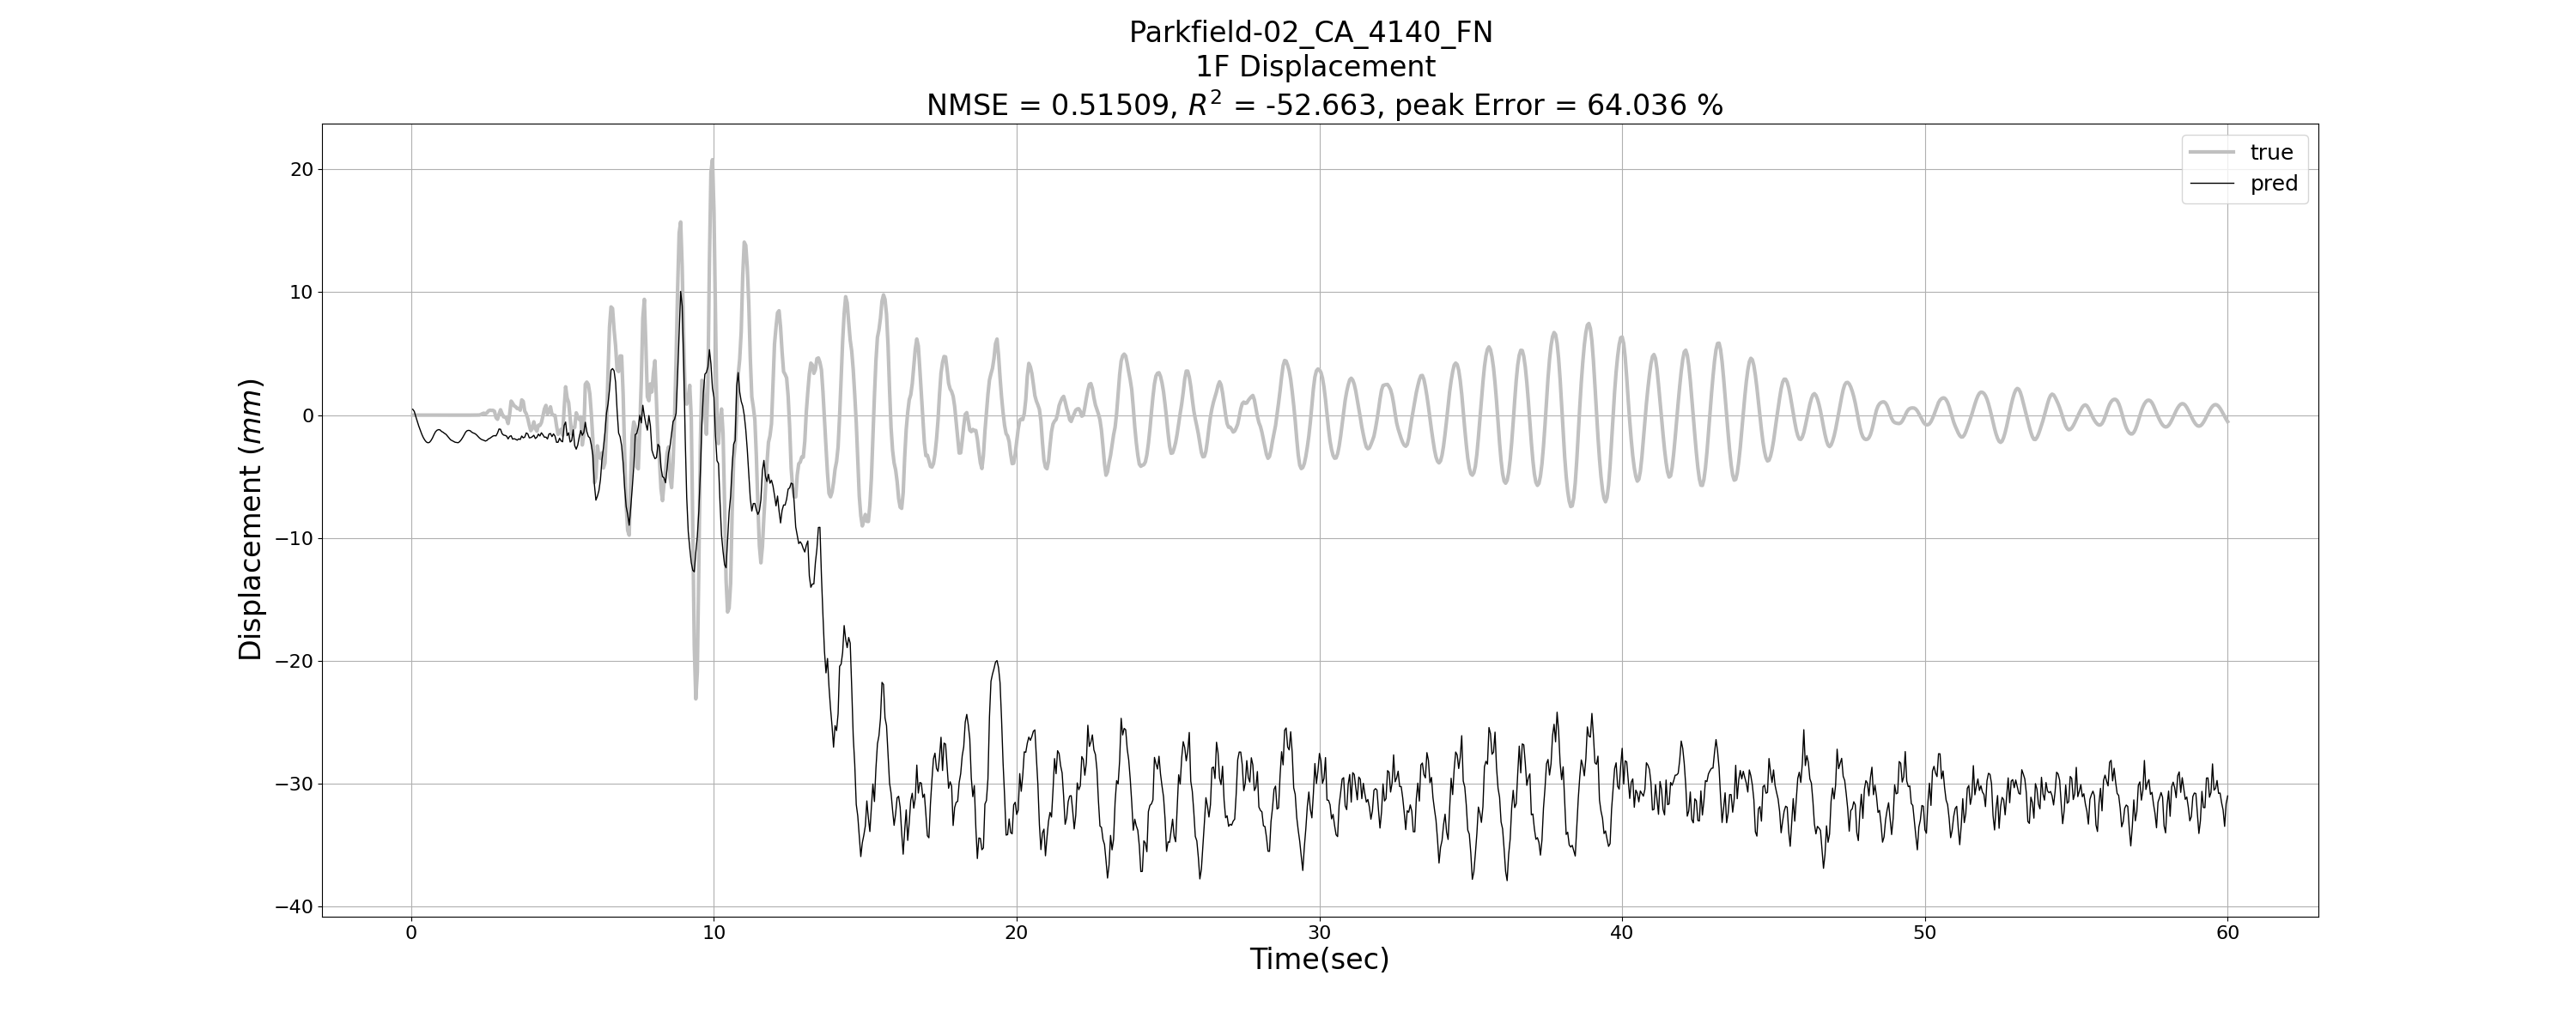 Parkfield-02_CA_4140_FN
1F Displacement
NMSE = 0.51509, R² = -52.663, peak Error = 64.036 %
true
pred
Displacement (mm)
20
10
0
−10
−20
−30
−40
0 10 20 30 40 50 60
Time(sec)